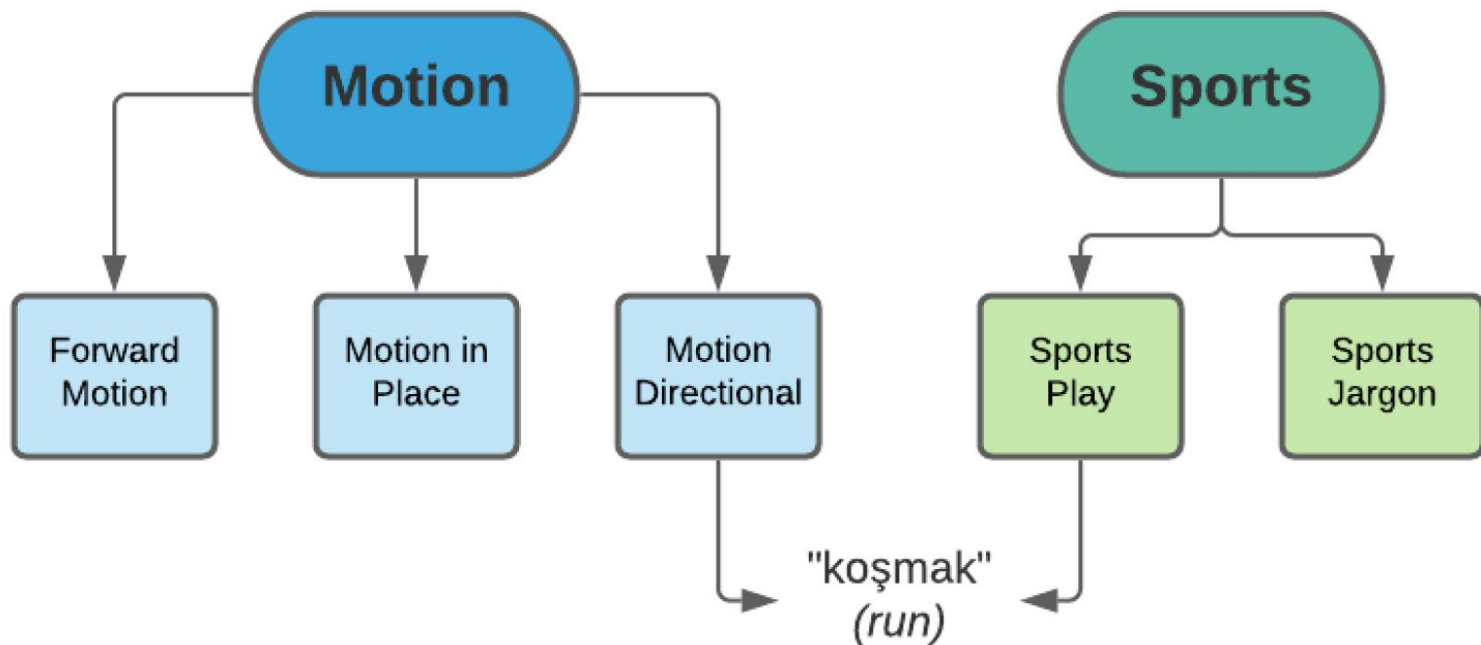 Motion
Sports
Forward
Motion
Motion in
Place
Motion
Directional
Sports
Play
Sports
Jargon
"koşmak"
(run)